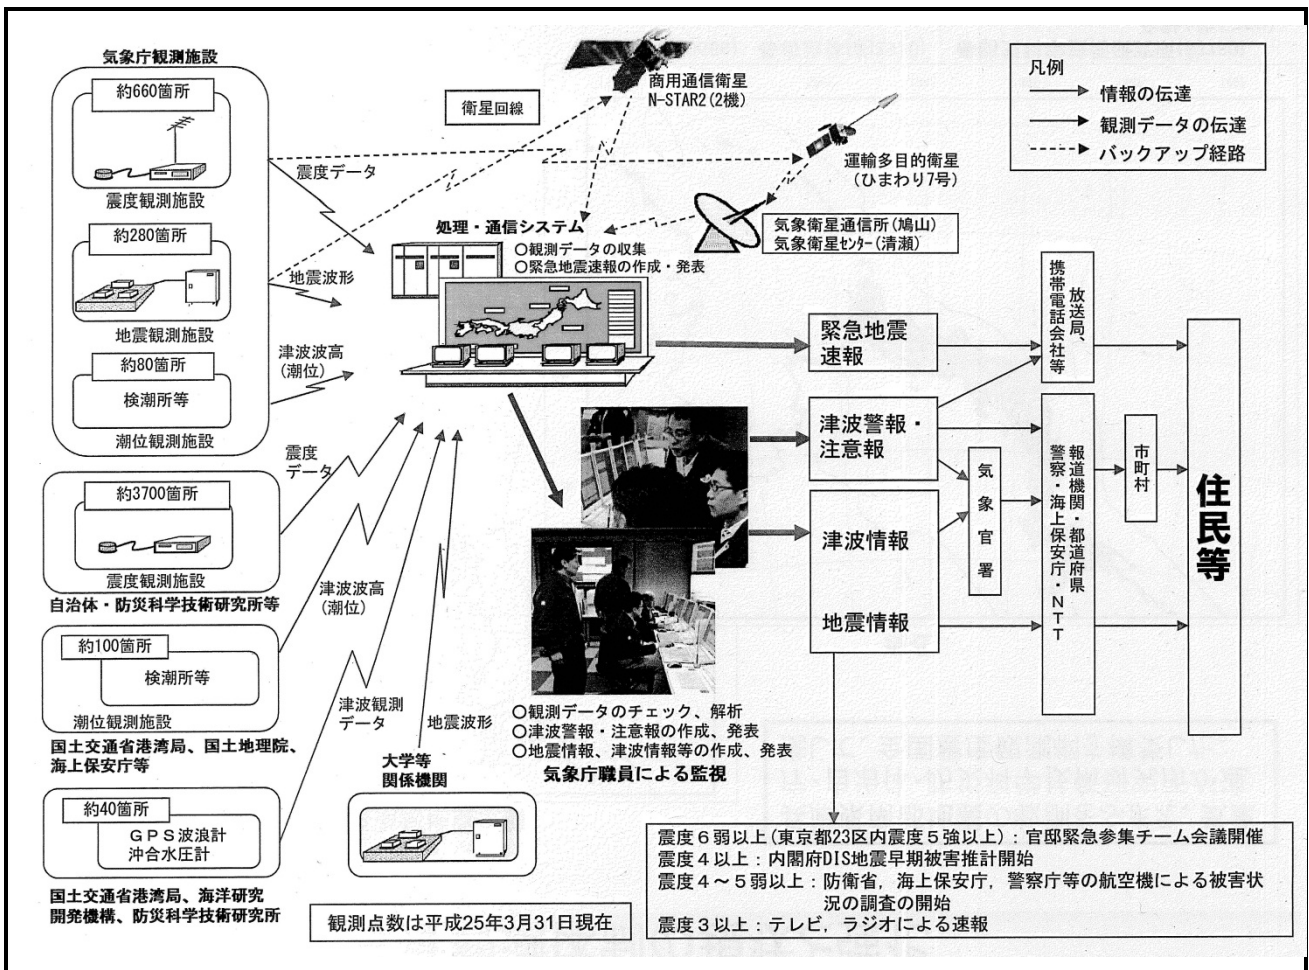 気象庁観測施設
約660箇所
震度観測施設
約280箇所
地震観測施設
約80箇所
検潮所等
潮位観測施設
約3700箇所
震度観測施設
自治体・防災科学技術研究所等
約100箇所
検潮所等
潮位観測施設
国土交通省港湾局、国土地理院、
海上保安庁等
約40箇所
GPS波浪計
沖合水圧計
国土交通省港湾局、海洋研究
開発機構、防災科学技術研究所
衛星回線
震度データ
地震波形
津波波高
(潮位)
震度
データ
津波波高
(潮位)
津波観測
データ
地震波形
大学等
関係機関
商用通信衛星
N-STAR2(2機)
運輸多目的衛星
(ひまわり7号)
気象衛星通信所(鳩山)
気象衛星センター(清瀬)
処理・通信システム
○観測データの収集
○緊急地震速報の作成・発表
○観測データのチェック、解析
○津波警報・注意報の作成、発表
○地震情報、津波情報等の作成、発表
気象庁職員による監視
凡例
情報の伝達
観測データの伝達
バックアップ経路
緊急地震
速報
津波警報・
注意報
津波情報
地震情報
気象官署
放送局、
携帯電話会社等
報道機関・都道府県
警察・海上保安庁・NTT
市町村
住民等
震度6弱以上(東京都23区内震度5強以上):官邸緊急参集チーム会議開催
震度4以上:内閣府DIS地震早期被害推計開始
震度4~5弱以上:防衛省,海上保安庁,警察庁等の航空機による被害状
況の調査の開始
震度3以上:テレビ,ラジオによる速報
観測点数は平成25年3月31日現在